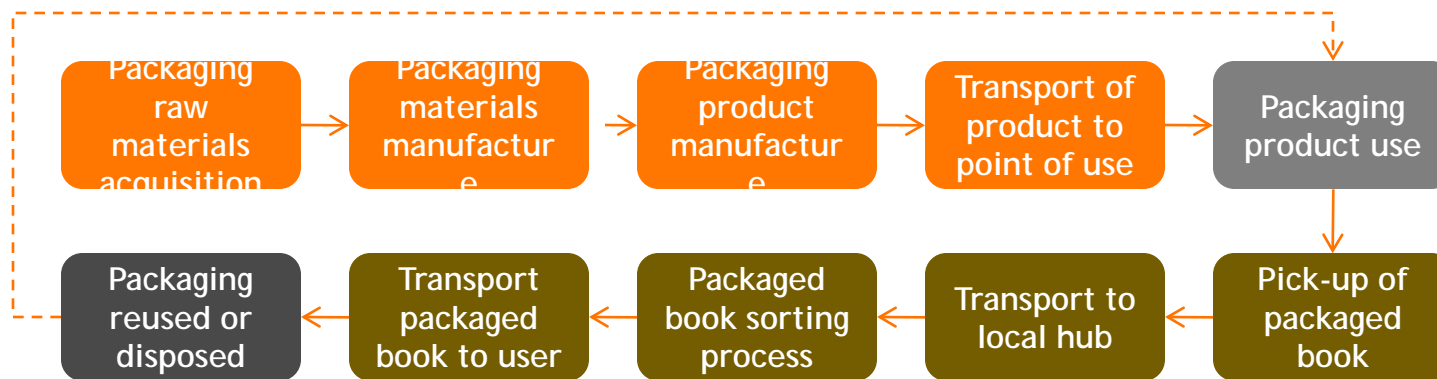 Packaging
raw
materials
acquisition
Packaging
materials
manufactur
e
Packaging
product
manufactur
e
Transport of
product to
point of use
Packaging
product use
Packaging
reused or
disposed
Transport
packaged
book to user
Packaged
book sorting
process
Transport to
local hub
Pick-up of
packaged
book